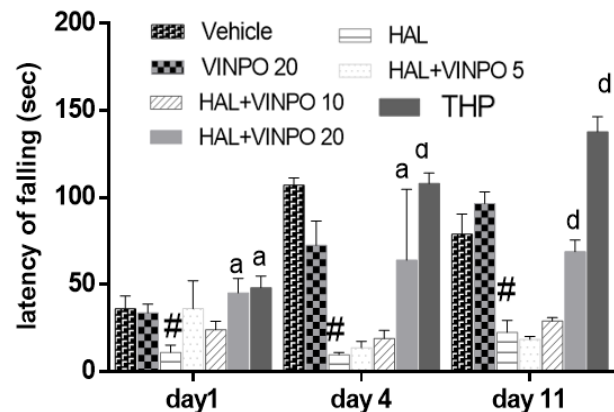 latency of falling (sec)
200
150
100
50
0
Vehicle
HAL
VINPO 20
HAL+VINPO 5
HAL+VINPO 10
THP
HAL+VINPO 20
# a a
# a d
# d d
day1 day 4 day 11